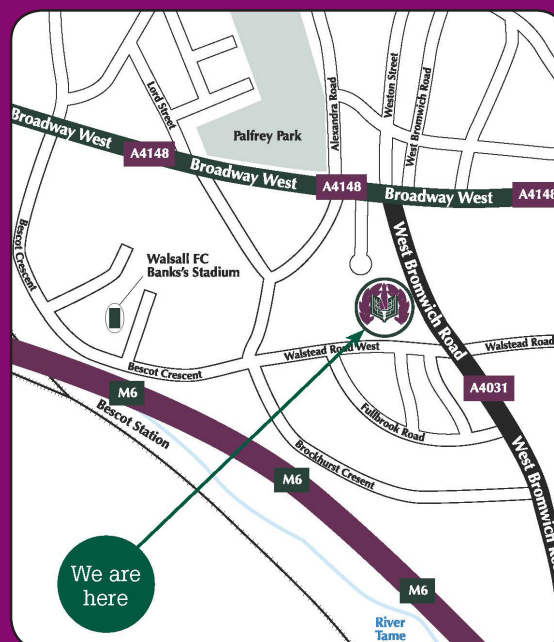 Lord Street
Palfrey Park
Alexandra Road
Weston Street
West Bromwich Road
Broadway West
A4148
Broadway West
A4148
Broadway West
A4148
Bescot Crescent
Walsall FC
Banks's Stadium
West Bromwich Road
Walstead Road West
Walstead Road
Bescot Crescent
M6
A4031
Bescot Station
Fullbrook Road
Brockhurst Cresent
West Bromwich Road
M6
We are
here
M6
River
Tame